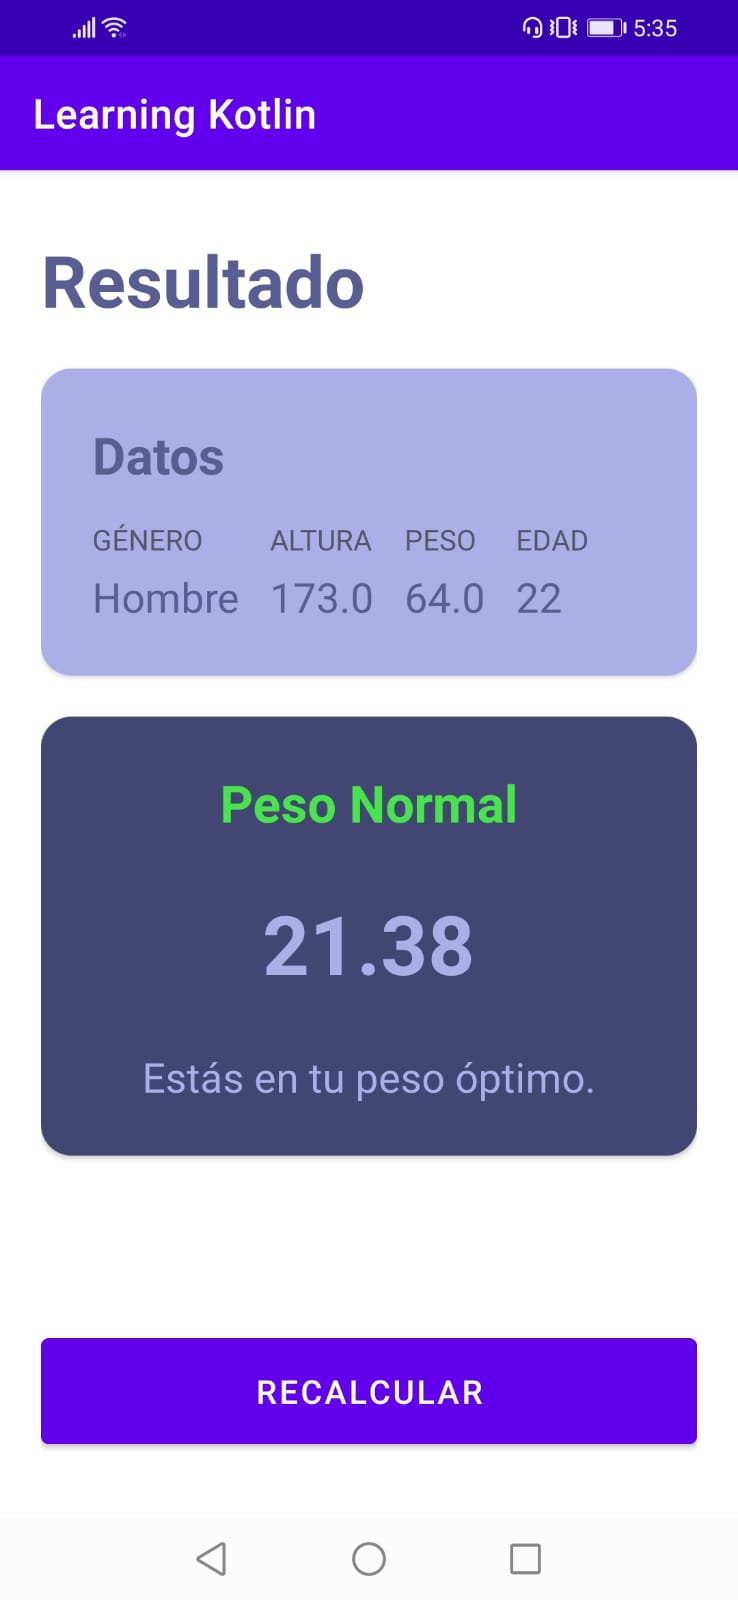 5:35
Learning Kotlin
Resultado
Datos
GÉNERO ALTURA PESO EDAD
Hombre 173.0 64.0 22
Peso Normal
21.38
Estás en tu peso óptimo.
RECALCULAR